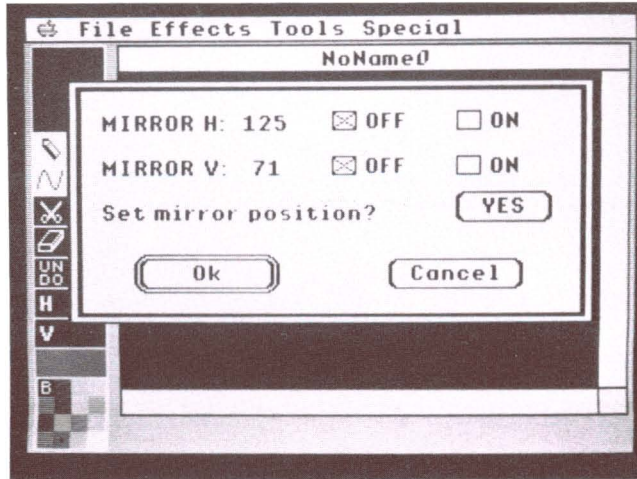 File Effects Tools Special
NoName0
MIRROR H: 125 OFF ON
MIRROR V: 71 OFF ON
Set mirror position? YES
Ok Cancel
UN
DO
H
V
B